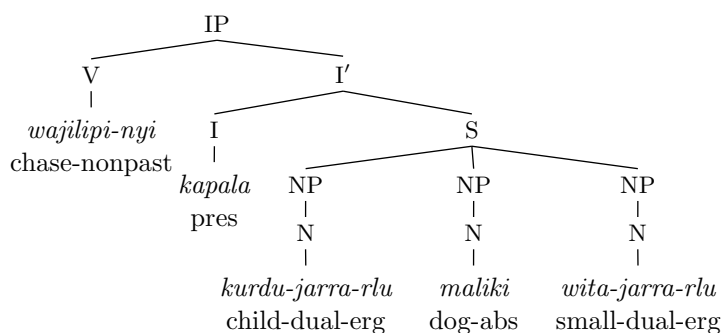 IP
V I′
wajilipi-nyi I S
chase-nonpast
kapala NP NP NP
pres
N N N
kurdu-jarra-rlu maliki wita-jarra-rlu
child-dual-erg dog-abs small-dual-erg